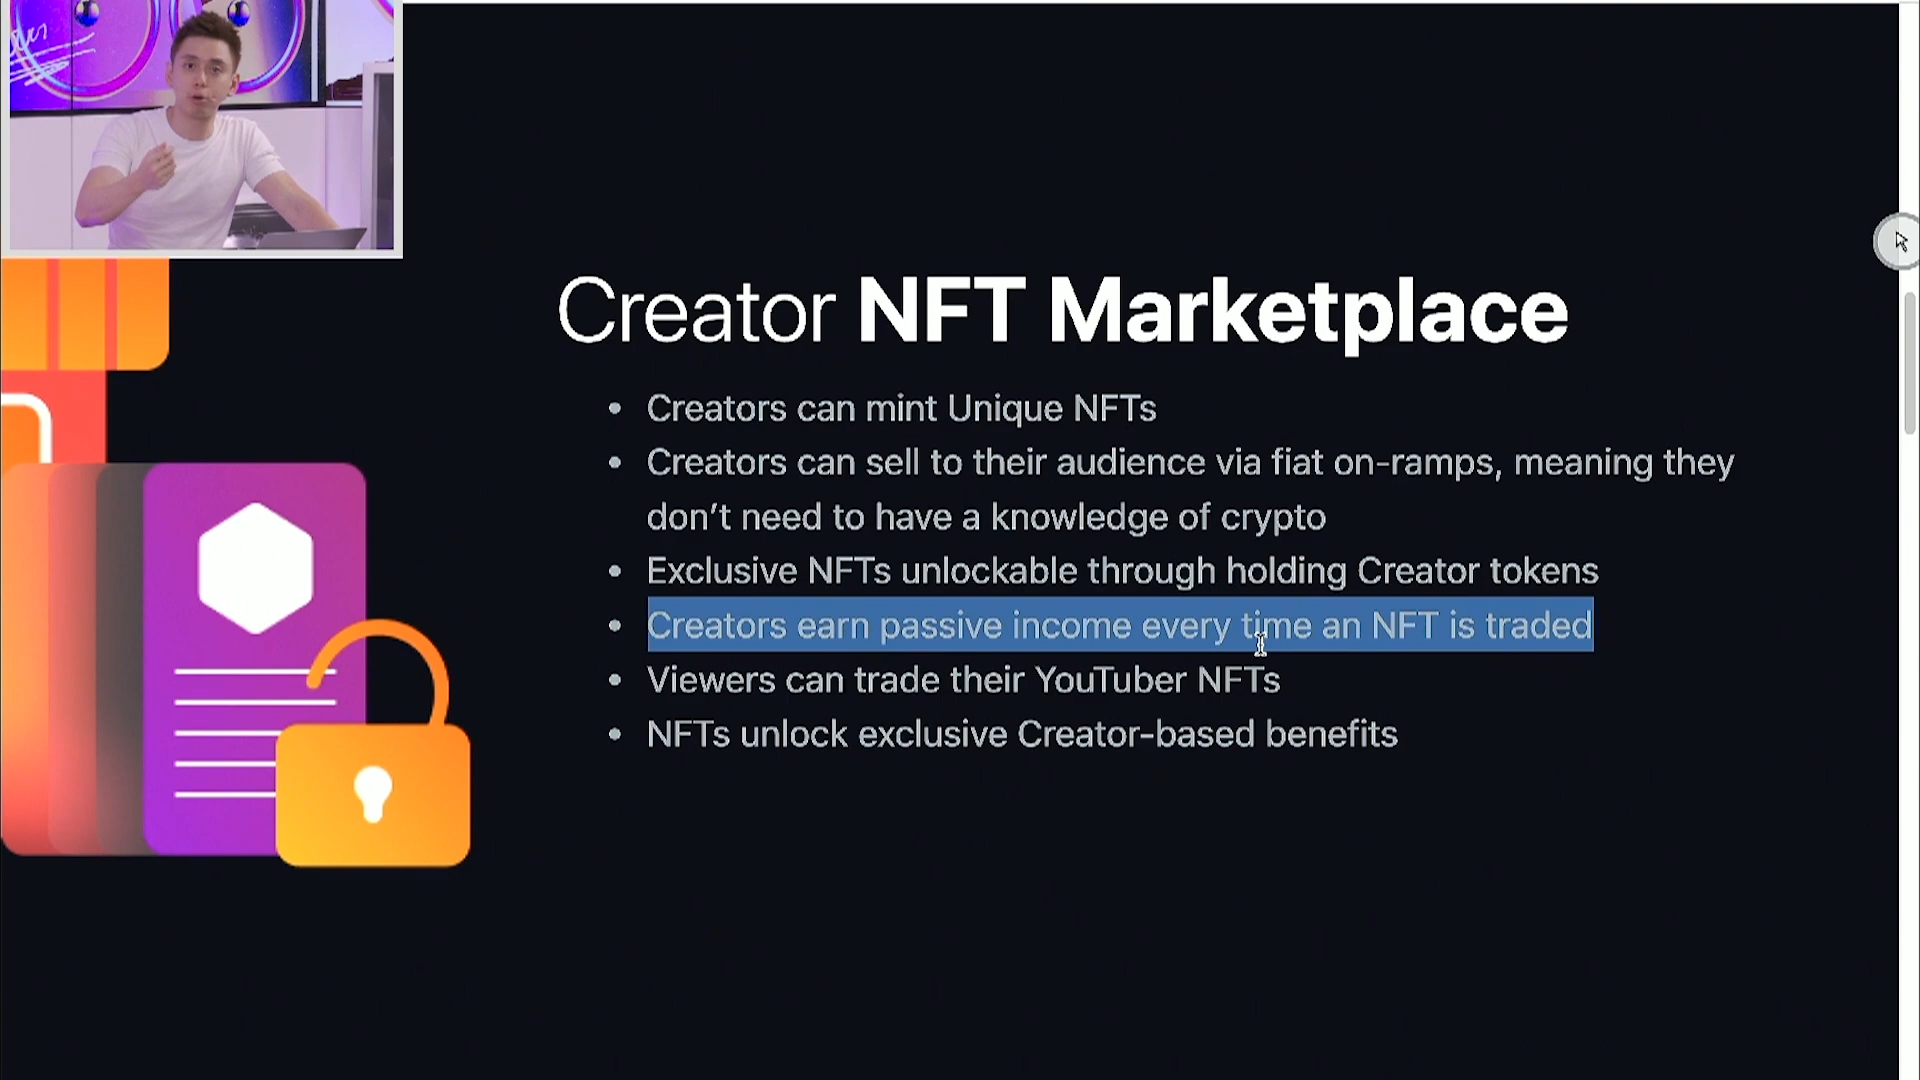 Creator NFT Marketplace
• Creators can mint Unique NFTs
• Creators can sell to their audience via fiat on-ramps, meaning they
don’t need to have a knowledge of crypto
• Exclusive NFTs unlockable through holding Creator tokens
• Creators earn passive income every time an NFT is traded
• Viewers can trade their YouTuber NFTs
• NFTs unlock exclusive Creator-based benefits